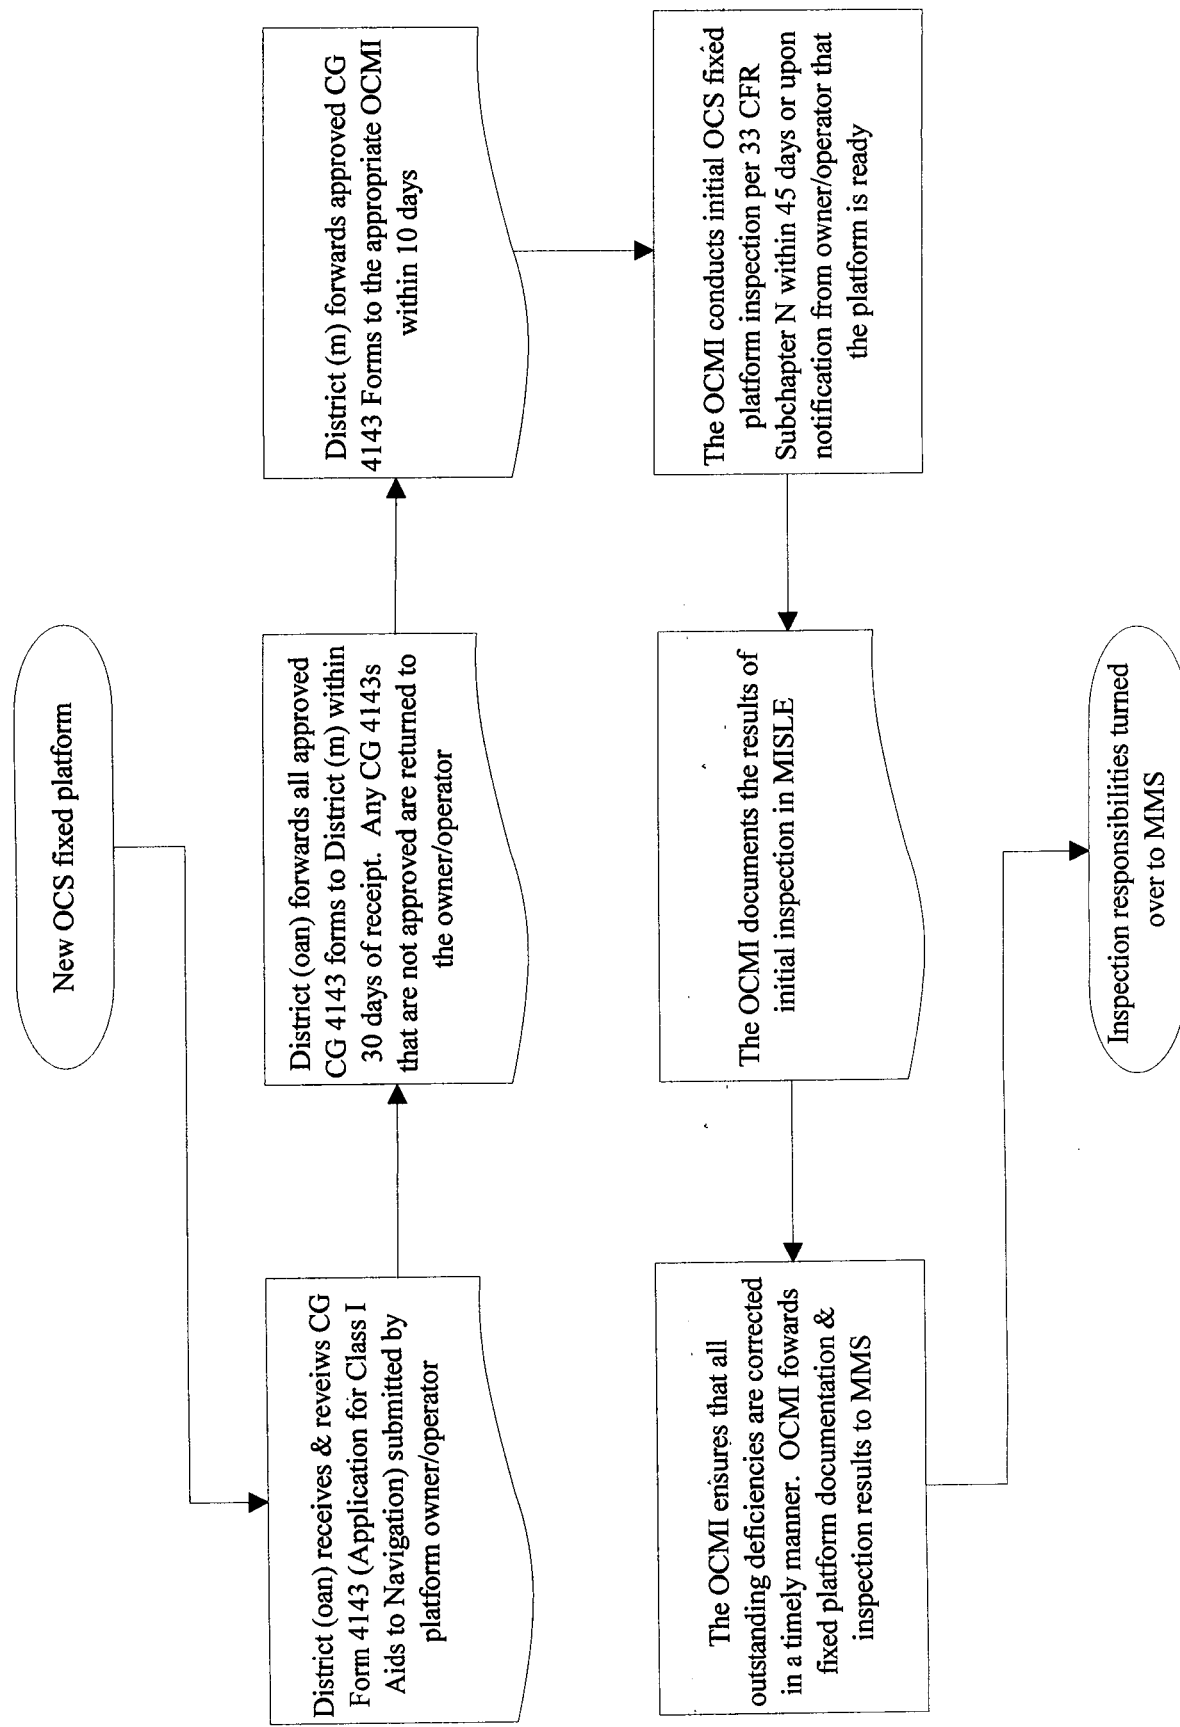 New OCS fixed platform
District (oan) receives & reveiws CG
Form 4143 (Application for Class I
Aids to Navigation) submitted by
platform owner/operator
District (oan) forwards all approved
CG 4143 forms to District (m) within
30 days of receipt. Any CG 4143s
that are not approved are returned to
the owner/operator
District (m) forwards approved CG
4143 Forms to the appropriate OCMI
within 10 days
The OCMI conducts initial OCS fixed
platform inspection per 33 CFR
Subchapter N within 45 days or upon
notification from owner/operator that
the platform is ready
The OCMI documents the results of
initial inspection in MISLE
The OCMI ensures that all
outstanding deficiencies are corrected
in a timely manner. OCMI fowards
fixed platform documentation &
inspection results to MMS
Inspection responsibilities turned
over to MMS